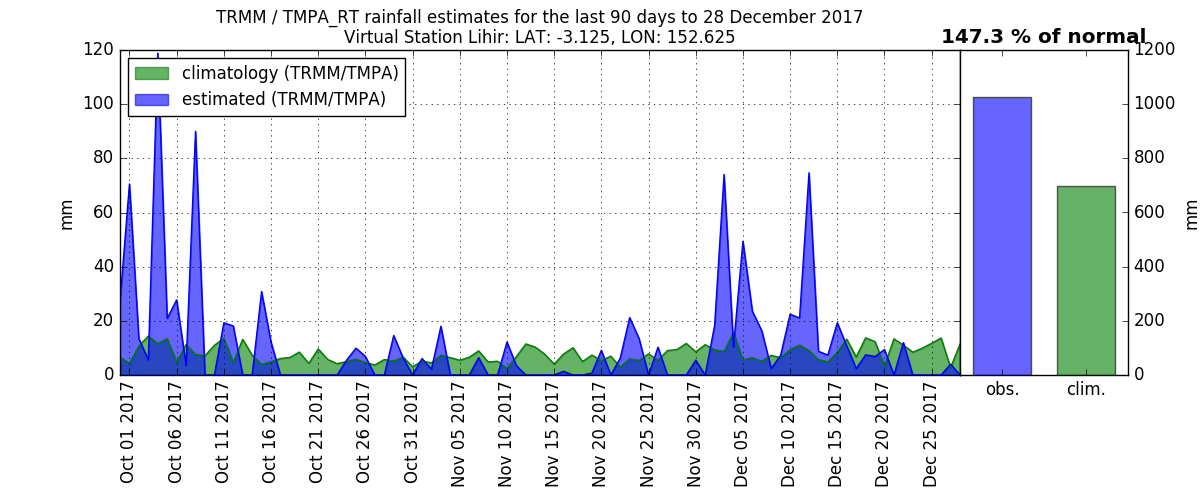 TRMM / TMPA_RT rainfall estimates for the last 90 days to 28 December 2017
Virtual Station Lihir: LAT: -3.125, LON: 152.625
147.3 % of normal
climatology (TRMM/TMPA)
estimated (TRMM/TMPA)
120
100
80
60
40
20
0
mm
1200
1000
800
600
400
200
0
mm
Oct 01 2017
Oct 06 2017
Oct 11 2017
Oct 16 2017
Oct 21 2017
Oct 26 2017
Oct 31 2017
Nov 05 2017
Nov 10 2017
Nov 15 2017
Nov 20 2017
Nov 25 2017
Nov 30 2017
Dec 05 2017
Dec 10 2017
Dec 15 2017
Dec 20 2017
Dec 25 2017
obs.
clim.